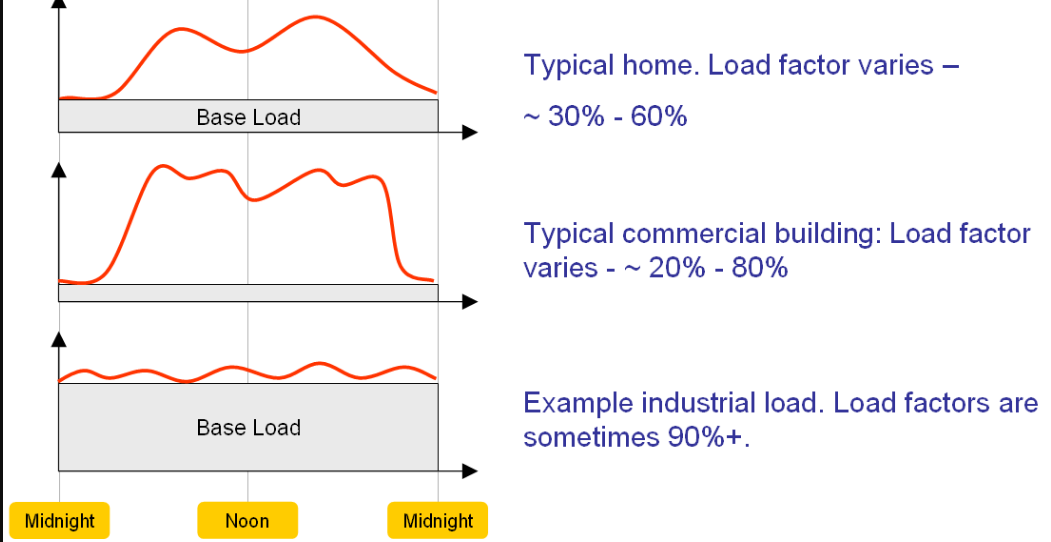 Typical home. Load factor varies –
~ 30% - 60%
Base Load
Typical commercial building: Load factor
varies - ~ 20% - 80%
Example industrial load. Load factors are
sometimes 90%+.
Base Load
Midnight
Noon
Midnight